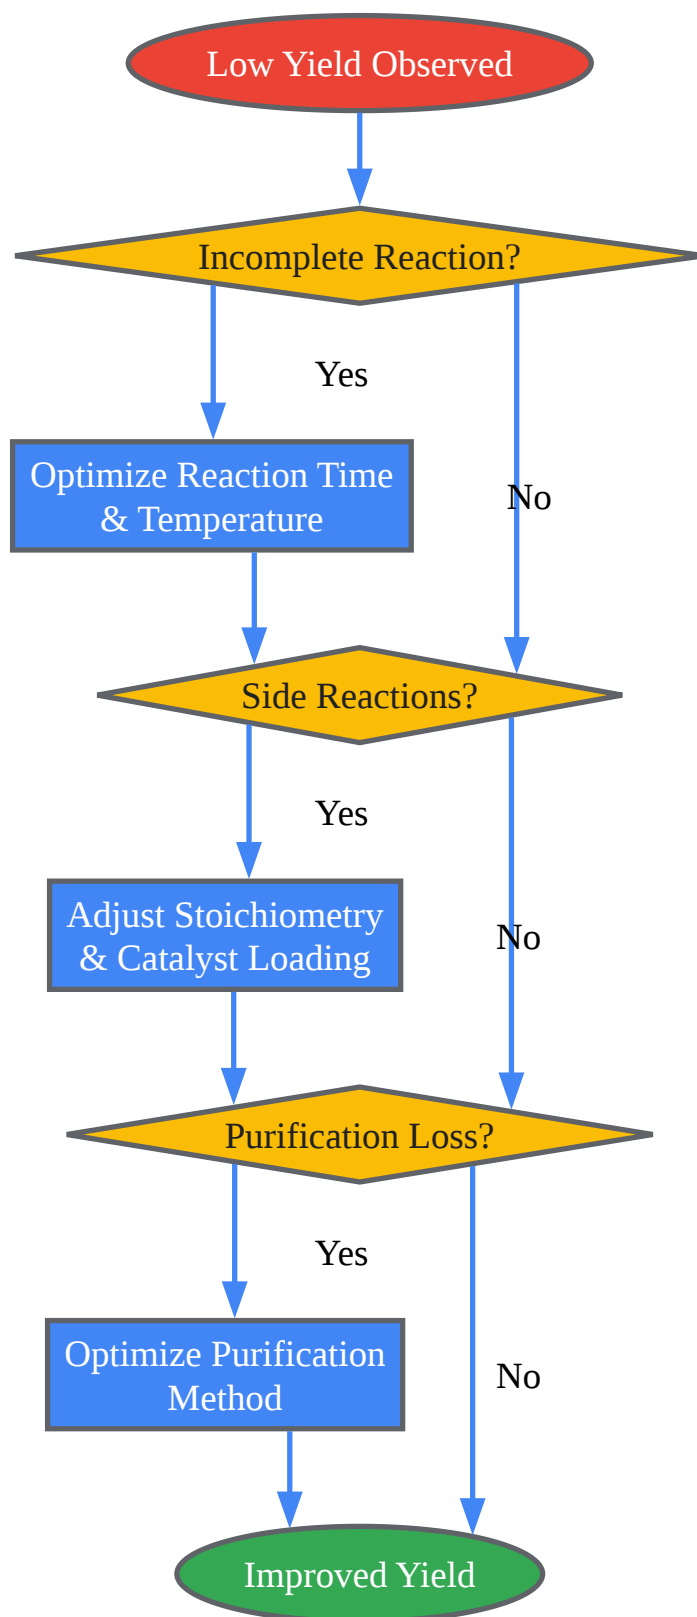 Low Yield Observed
Incomplete Reaction?
Yes
Optimize Reaction Time
& Temperature
No
Side Reactions?
Yes
Adjust Stoichiometry
& Catalyst Loading
No
Purification Loss?
Yes
Optimize Purification
Method
No
Improved Yield